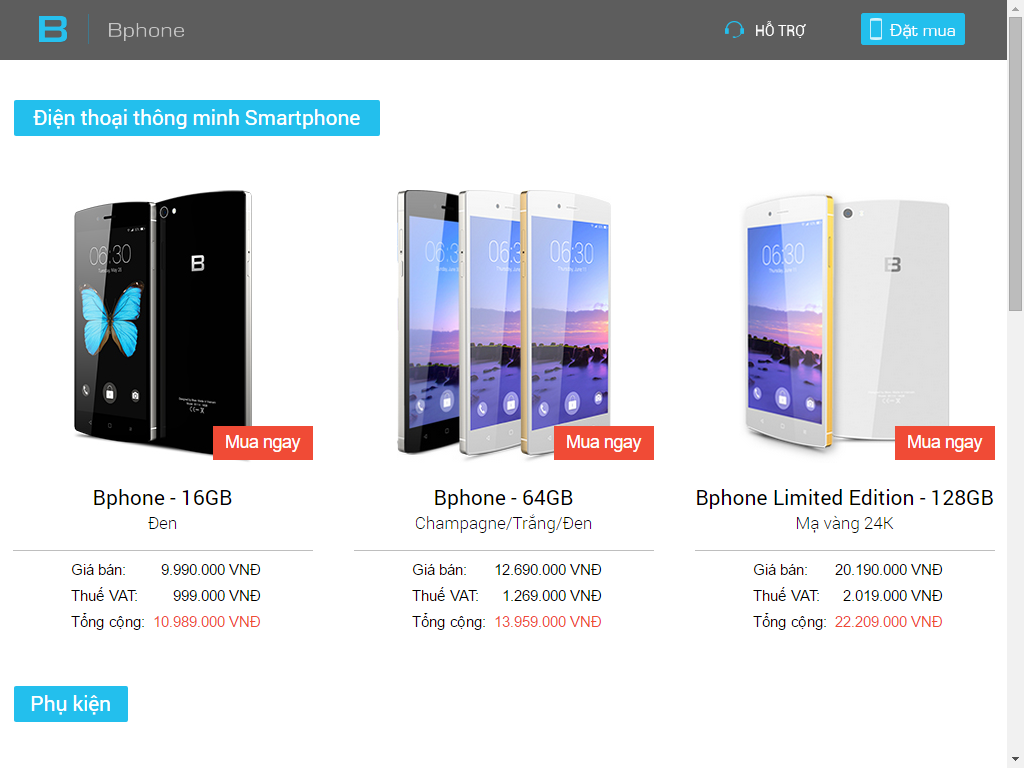 B Bphone
HỖ TRỢ
Đặt mua
Điện thoại thông minh Smartphone
06:30
B
06:30
06:30
06:30
06:30
B
Mua ngay
Mua ngay
Mua ngay
Bphone - 16GB
Đen
Giá bán: 9.990.000 VNĐ
Thuế VAT: 999.000 VNĐ
Tổng cộng: 10.989.000 VNĐ
Bphone - 64GB
Champagne/Trắng/Đen
Giá bán: 12.690.000 VNĐ
Thuế VAT: 1.269.000 VNĐ
Tổng cộng: 13.959.000 VNĐ
Bphone Limited Edition - 128GB
Mạ vàng 24K
Giá bán: 20.190.000 VNĐ
Thuế VAT: 2.019.000 VNĐ
Tổng cộng: 22.209.000 VNĐ
Phụ kiện